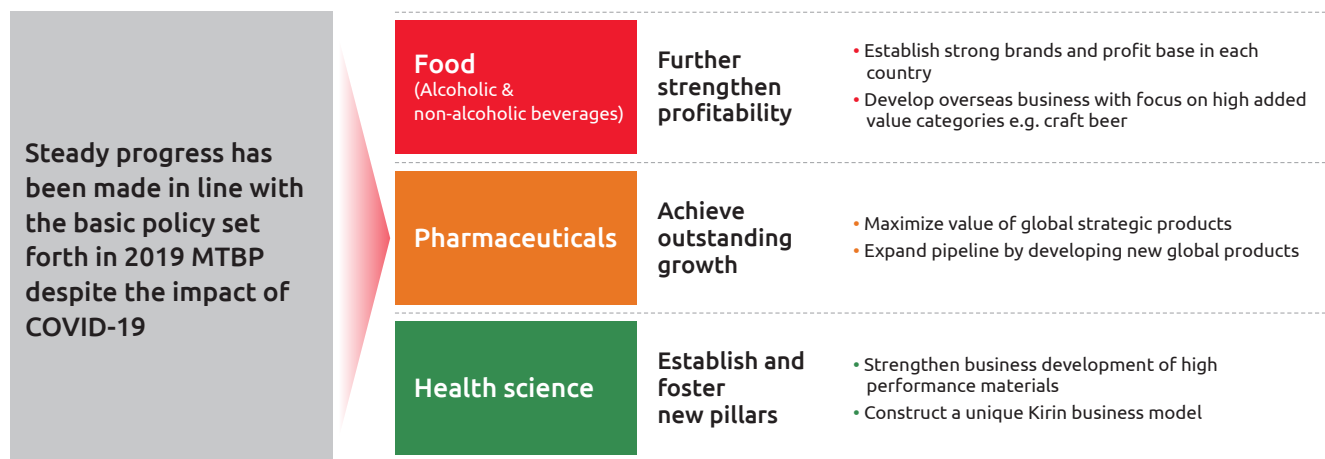 Steady progress has
been made in line with
the basic policy set
forth in 2019 MTBP
despite the impact of
COVID-19
Food
(Alcoholic &
non-alcoholic beverages)
Further
strengthen
profitability
• Establish strong brands and profit base in each
country
• Develop overseas business with focus on high added
value categories e.g. craft beer
Pharmaceuticals
Achieve
outstanding
growth
• Maximize value of global strategic products
• Expand pipeline by developing new global products
Health science
Establish and
foster
new pillars
• Strengthen business development of high
performance materials
• Construct a unique Kirin business model